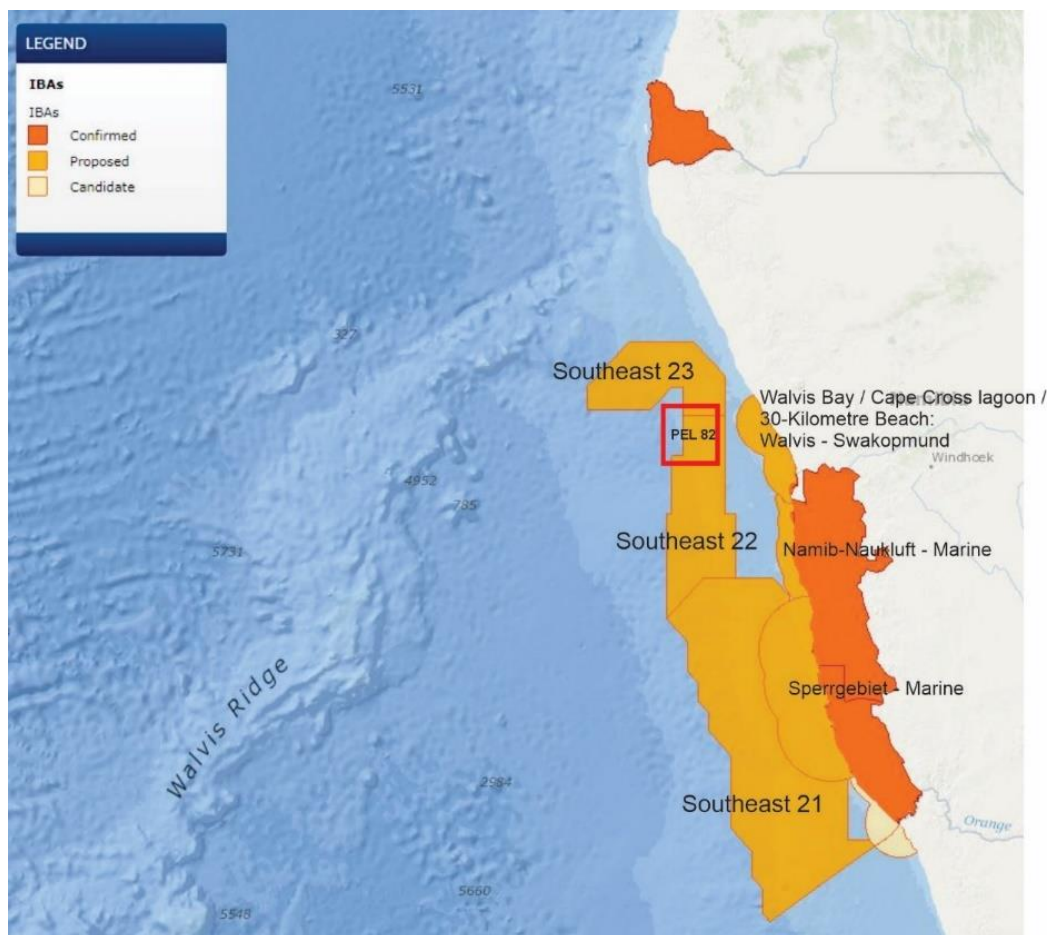 LEGEND
IBAs
IBAs
Confirmed
Proposed
Candidate
5531
327
Southeast 23
Walvis Bay / Cape Cross lagoon /
30-Kilometre Beach:
Walvis - Swakopmund
PEL 82
Windhoek
4952
785
5731
Southeast 22
Namib-Naukluft - Marine
Walvis Ridge
Sperrgebiet - Marine
2984
Southeast 21
Orange
5660
5548